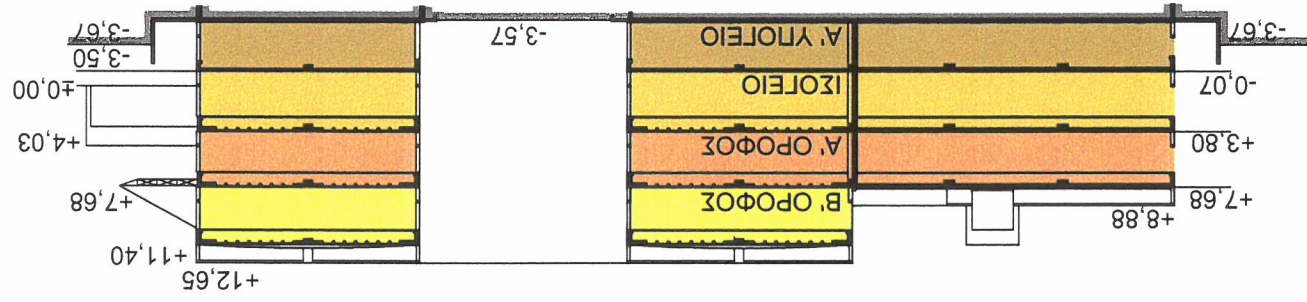 +12,65
+11,40
+8,88
+7,68 Β' ΟΡΟΦΟΣ +7,68
+3,80 Α' ΟΡΟΦΟΣ +4,03
-0,07 ΙΣΟΓΕΙΟ ±0,00
Α' ΥΠΟΓΕΙΟ -3,50
-3,67 -3,57 -3,67